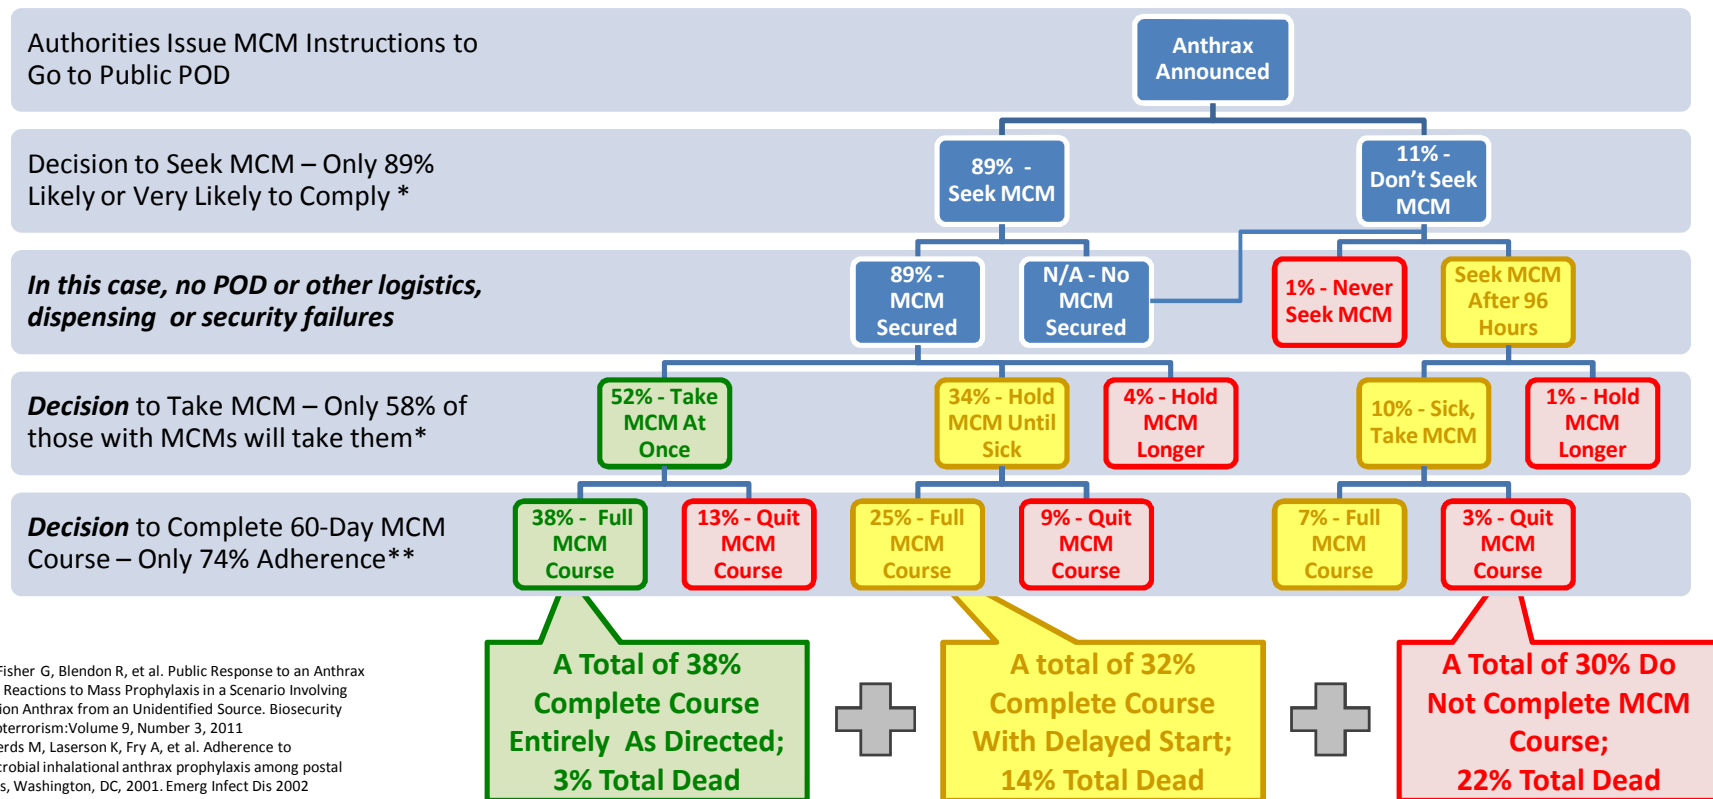 Authorities Issue MCM Instructions to
Go to Public POD
Anthrax
Announced
Decision to Seek MCM – Only 89%
Likely or Very Likely to Comply *
89% -
Seek MCM
11% -
Don't Seek
MCM
In this case, no POD or other logistics,
dispensing or security failures
89% -
MCM
Secured
N/A - No
MCM
Secured
1% - Never
Seek MCM
Seek MCM
After 96
Hours
Decision to Take MCM – Only 58% of
those with MCMs will take them*
52% - Take
MCM At
Once
34% - Hold
MCM Until
Sick
4% - Hold
MCM
Longer
10% - Sick,
Take MCM
1% - Hold
MCM
Longer
Decision to Complete 60-Day MCM
Course – Only 74% Adherence**
38% - Full
MCM
Course
13% - Quit
MCM
Course
25% - Full
MCM
Course
9% - Quit
MCM
Course
7% - Full
MCM
Course
3% - Quit
MCM
Course
Fisher G, Blendon R, et al. Public Response to an Anthrax
Reactions to Mass Prophylaxis in a Scenario Involving
ion Anthrax from an Unidentified Source. Biosecurity
oterrorism:Volume 9, Number 3, 2011
erds M, Laserson K, Fry A, et al. Adherence to
crobial inhalational anthrax prophylaxis among postal
s, Washington, DC, 2001. Emerg Infect Dis 2002
A Total of 38%
Complete Course
Entirely As Directed;
3% Total Dead
A total of 32%
Complete Course
With Delayed Start;
14% Total Dead
A Total of 30% Do
Not Complete MCM
Course;
22% Total Dead